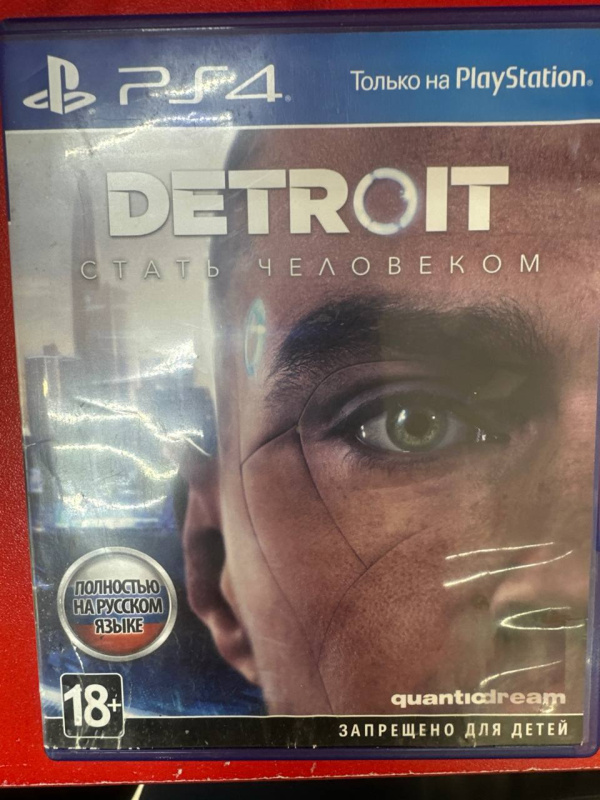 PS4
Только на PlayStation®
DETROIT
СТАТЬ ЧЕЛОВЕКОМ
ПОЛНОСТЬЮ
НА РУССКОМ
ЯЗЫКЕ
18+
quanticdream
ЗАПРЕЩЕНО ДЛЯ ДЕТЕЙ